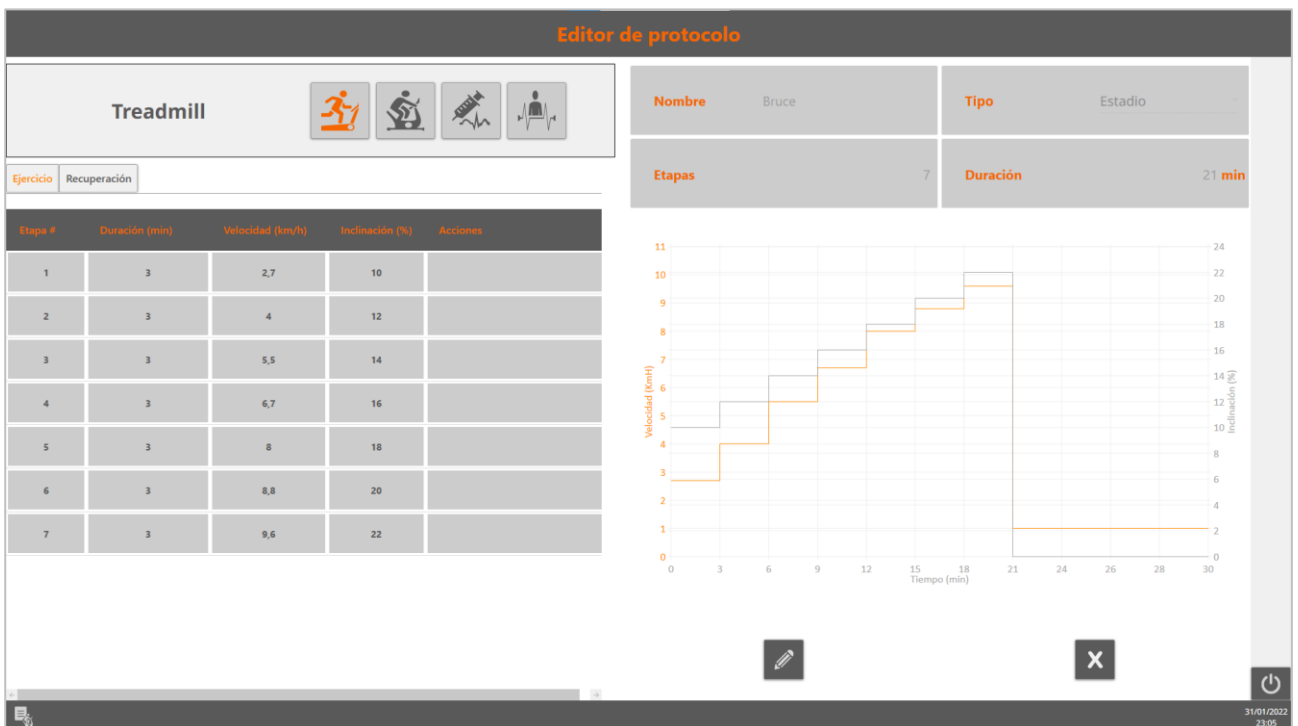 Editor de protocolo
Treadmill
Nombre Bruce
Tipo Estadio
Etapas 7
Duración 21 min
Ejercicio Recuperación
Etapa # Duración (min) Velocidad (km/h) Inclinación (%) Acciones
1 3 2,7 10
2 3 4 12
3 3 5,5 14
4 3 6,7 16
5 3 8 18
6 3 8,8 20
7 3 9,6 22
Velocidad (KmH)
11
10
9
8
7
6
5
4
3
2
1
0
24
22
20
18
16
14
12
10
8
6
4
2
0
Inclinación (%)
0 3 6 9 12 15 18 21 24 26 28 30
Tiempo (min)
31/01/2022
23:05